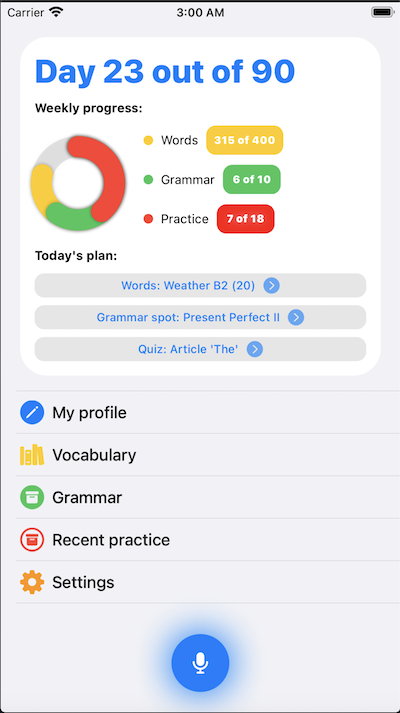 Carrier 3:00 AM
Day 23 out of 90
Weekly progress:
Words 315 of 400
Grammar 6 of 10
Practice 7 of 18
Today's plan:
Words: Weather B2 (20)
Grammar spot: Present Perfect II
Quiz: Article 'The'
My profile
Vocabulary
Grammar
Recent practice
Settings